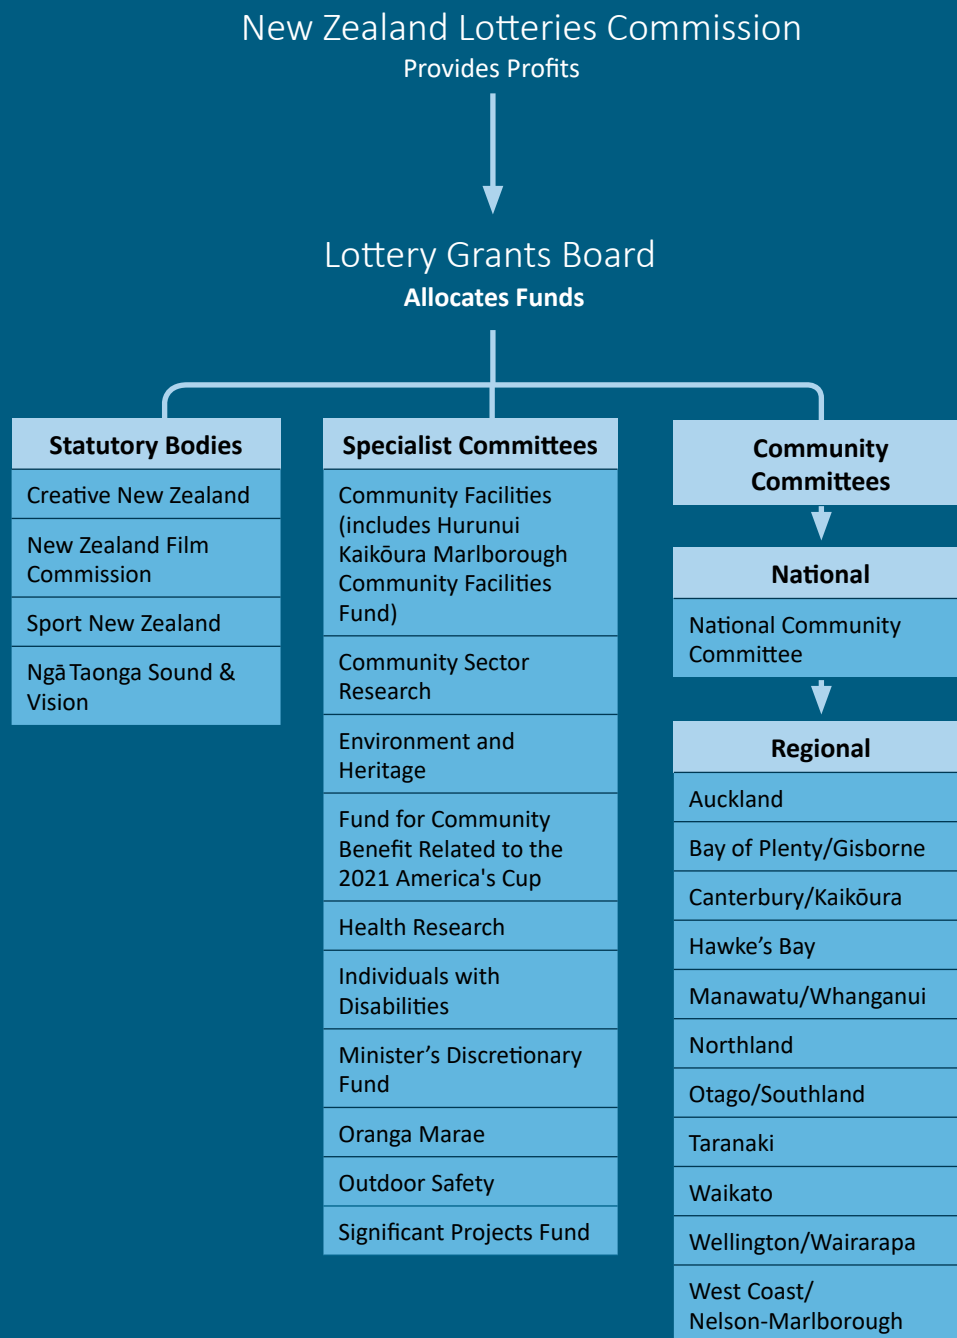 New Zealand Lotteries Commission
Provides Profits
Lottery Grants Board
Allocates Funds
Statutory Bodies
Creative New Zealand
New Zealand Film
Commission
Sport New Zealand
Ngā Taonga Sound &
Vision
Specialist Committees
Community Facilities
(includes Hurunui
Kaikōura Marlborough
Community Facilities
Fund)
Community Sector
Research
Environment and
Heritage
Fund for Community
Benefit Related to the
2021 America's Cup
Health Research
Individuals with
Disabilities
Minister’s Discretionary
Fund
Oranga Marae
Outdoor Safety
Significant Projects Fund
Community
Committees
National
National Community
Committee
Regional
Auckland
Bay of Plenty/Gisborne
Canterbury/Kaikōura
Hawke’s Bay
Manawatu/Whanganui
Northland
Otago/Southland
Taranaki
Waikato
Wellington/Wairarapa
West Coast/
Nelson-Marlborough